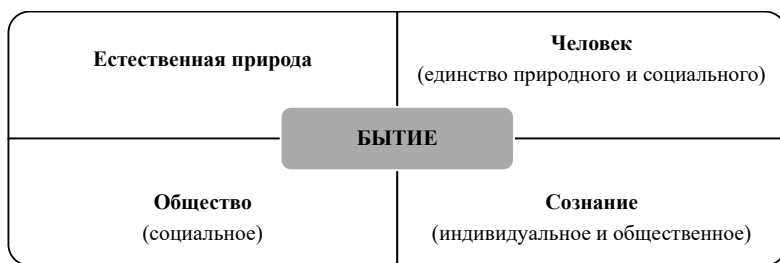 Естественная природа
Человек
(единство природного и социального)
БЫТИЕ
Общество
(социальное)
Сознание
(индивидуальное и общественное)